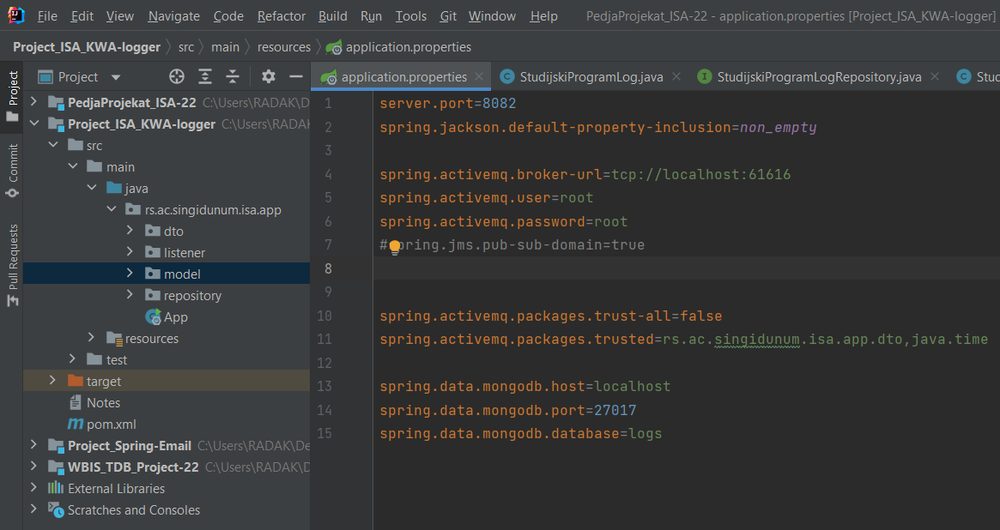 File Edit View Navigate Code Refactor Build Run Tools Git Window Help PedjaProjekat_ISA-22 - application.properties [Project_ISA_KWA-logger]
Project_ISA_KWA-logger src main resources application.properties
Project
Commit
Pull Requests
Project
PedjaProjekat_ISA-22 C:\Users\RADAK\D
Project_ISA_KWA-logger C:\Users\RADAK
src
main
java
rs.ac.singidunum.isa.app
dto
listener
model
repository
App
resources
test
target
Notes
pom.xml
Project_Spring-Email C:\Users\RADAK\De
WBIS_TDB_Project-22 C:\Users\RADAK\D
External Libraries
Scratches and Consoles
application.properties StudijskiProgramLog.java StudijskiProgramLogRepository.java Stud
1 server.port=8082
2 spring.jackson.default-property-inclusion=non_empty
3
4 spring.activemq.broker-url=tcp://localhost:61616
5 spring.activemq.user=root
6 spring.activemq.password=root
7 #spring.jms.pub-sub-domain=true
8
9
10 spring.activemq.packages.trust-all=false
11 spring.activemq.packages.trusted=rs.ac.singidunum.isa.app.dto,java.time
12
13 spring.data.mongodb.host=localhost
14 spring.data.mongodb.port=27017
15 spring.data.mongodb.database=logs